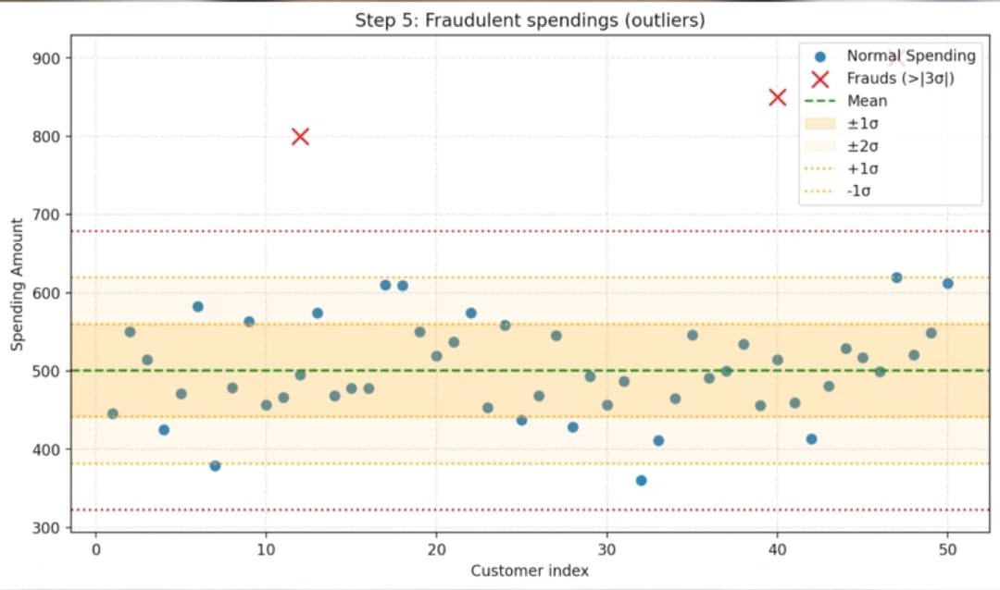 Step 5: Fraudulent spendings (outliers)
900
800
700
600
500
400
300
Spending Amount
Normal Spending
Frauds (>|3σ|)
Mean
±1σ
±2σ
+1σ
-1σ
0 10 20 30 40 50
Customer index